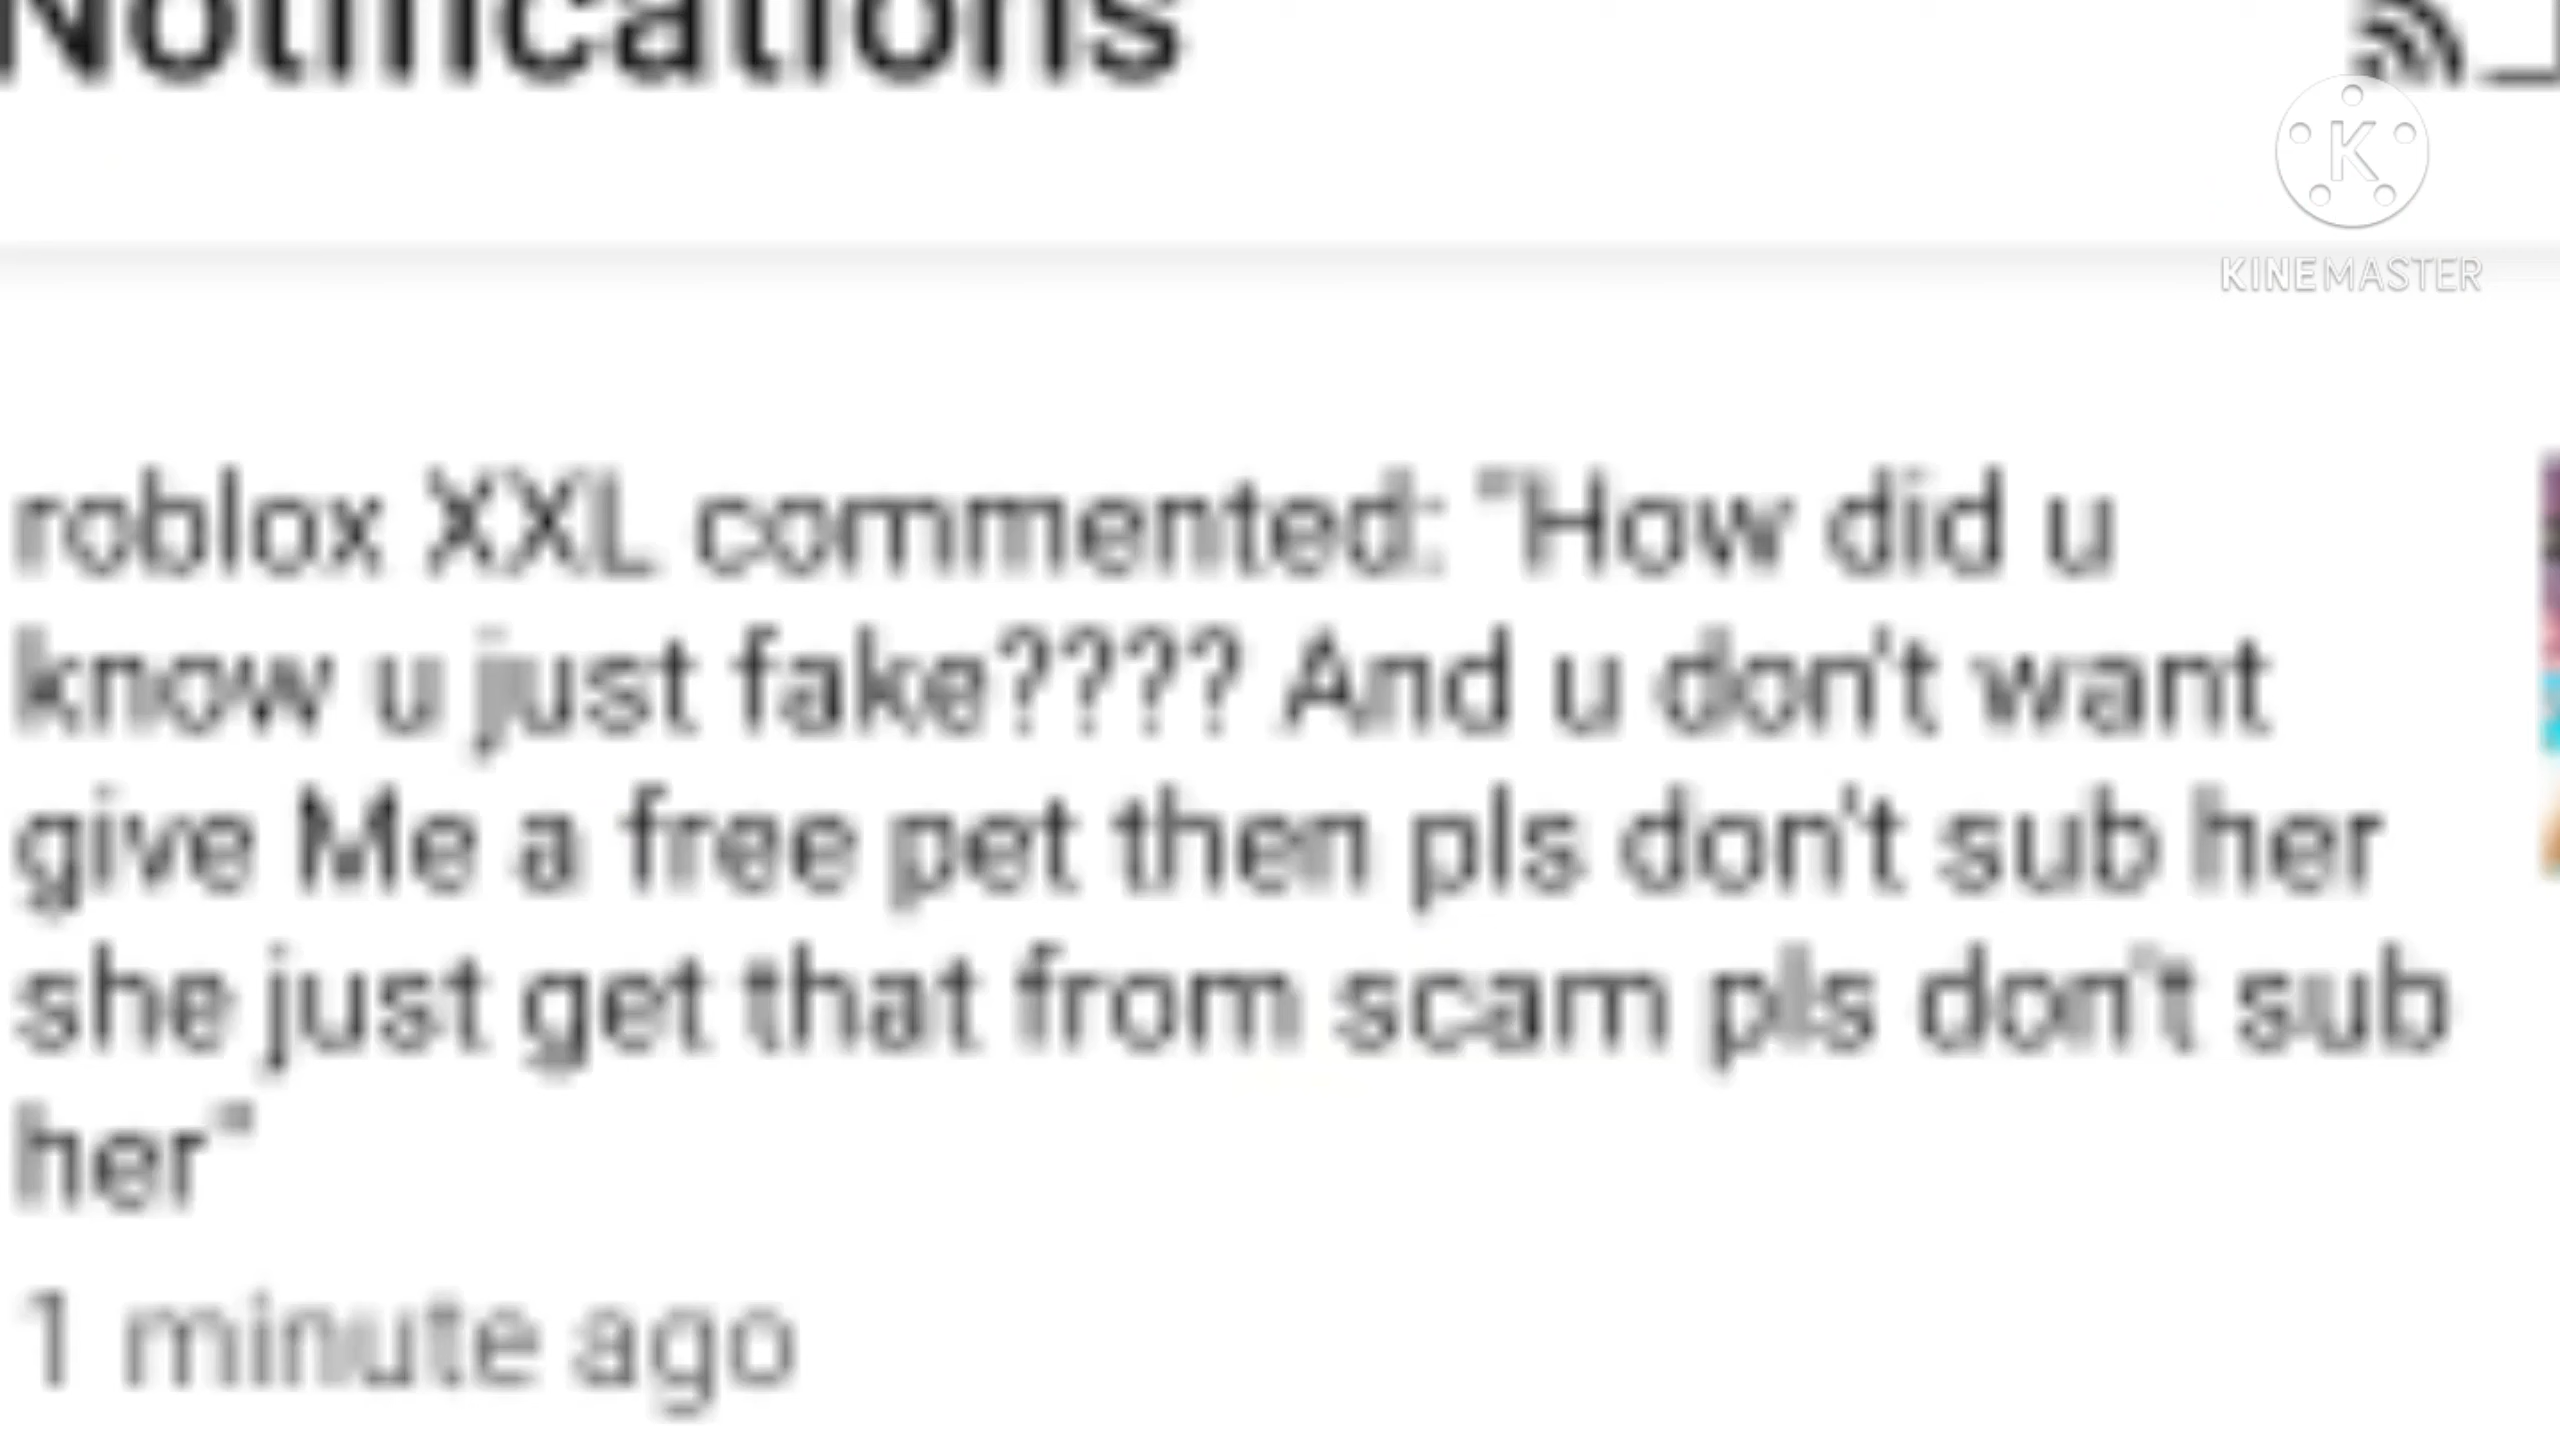 Notifications
K
KINEMASTER
roblox XXL commented: "How did u
know u just fake???? And u don't want
give Me a free pet then pls don't sub her
she just get that from scam pls don't sub
her"
1 minute ago